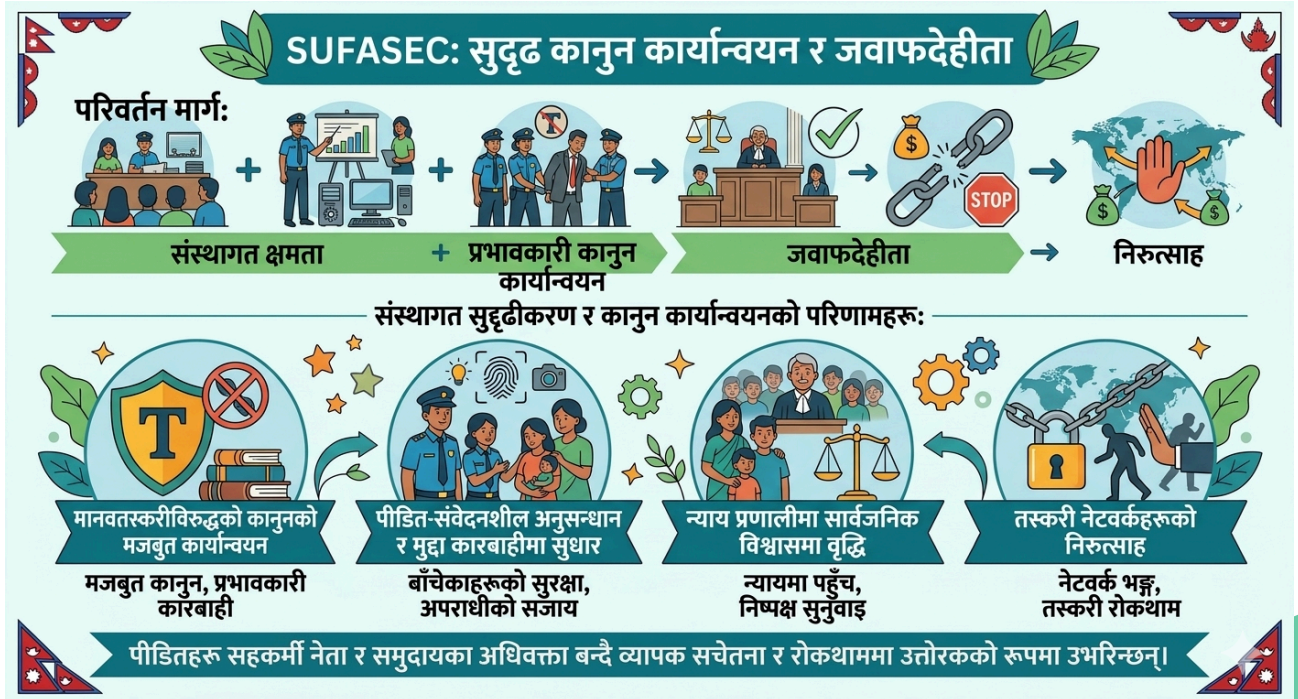 SUFASEC: सुदृढ कानुन कार्यान्वयन र जवाफदेहीता
परिवर्तन मार्ग:
T
$
STOP
$
$
संस्थागत क्षमता
+ प्रभावकारी कानुन
कार्यान्वयन
जवाफदेहीता
निरुत्साह
संस्थागत सुदृढीकरण र कानुन कार्यान्वयनको परिणामहरू:
T
मानवतस्करीविरुद्धको कानुनको
मजबुत कार्यान्वयन
मजबुत कानुन, प्रभावकारी
कारबाही
पीडित-संवेदनशील अनुसन्धान
र मुद्दा कारबाहीमा सुधार
बाँचेकाहरूको सुरक्षा,
अपराधीको सजाय
न्याय प्रणालीमा सार्वजनिक
विश्वासमा वृद्धि
न्यायमा पहुँच,
निष्पक्ष सुनुवाइ
तस्करी नेटवर्कहरूको
निरुत्साह
नेटवर्क भङ्ग,
तस्करी रोकथाम
पीडितहरू सहकर्मी नेता र समुदायका अधिवक्ता बन्दै व्यापक सचेतना र रोकथाममा उत्तोरकको रूपमा उभरिन्छन्।